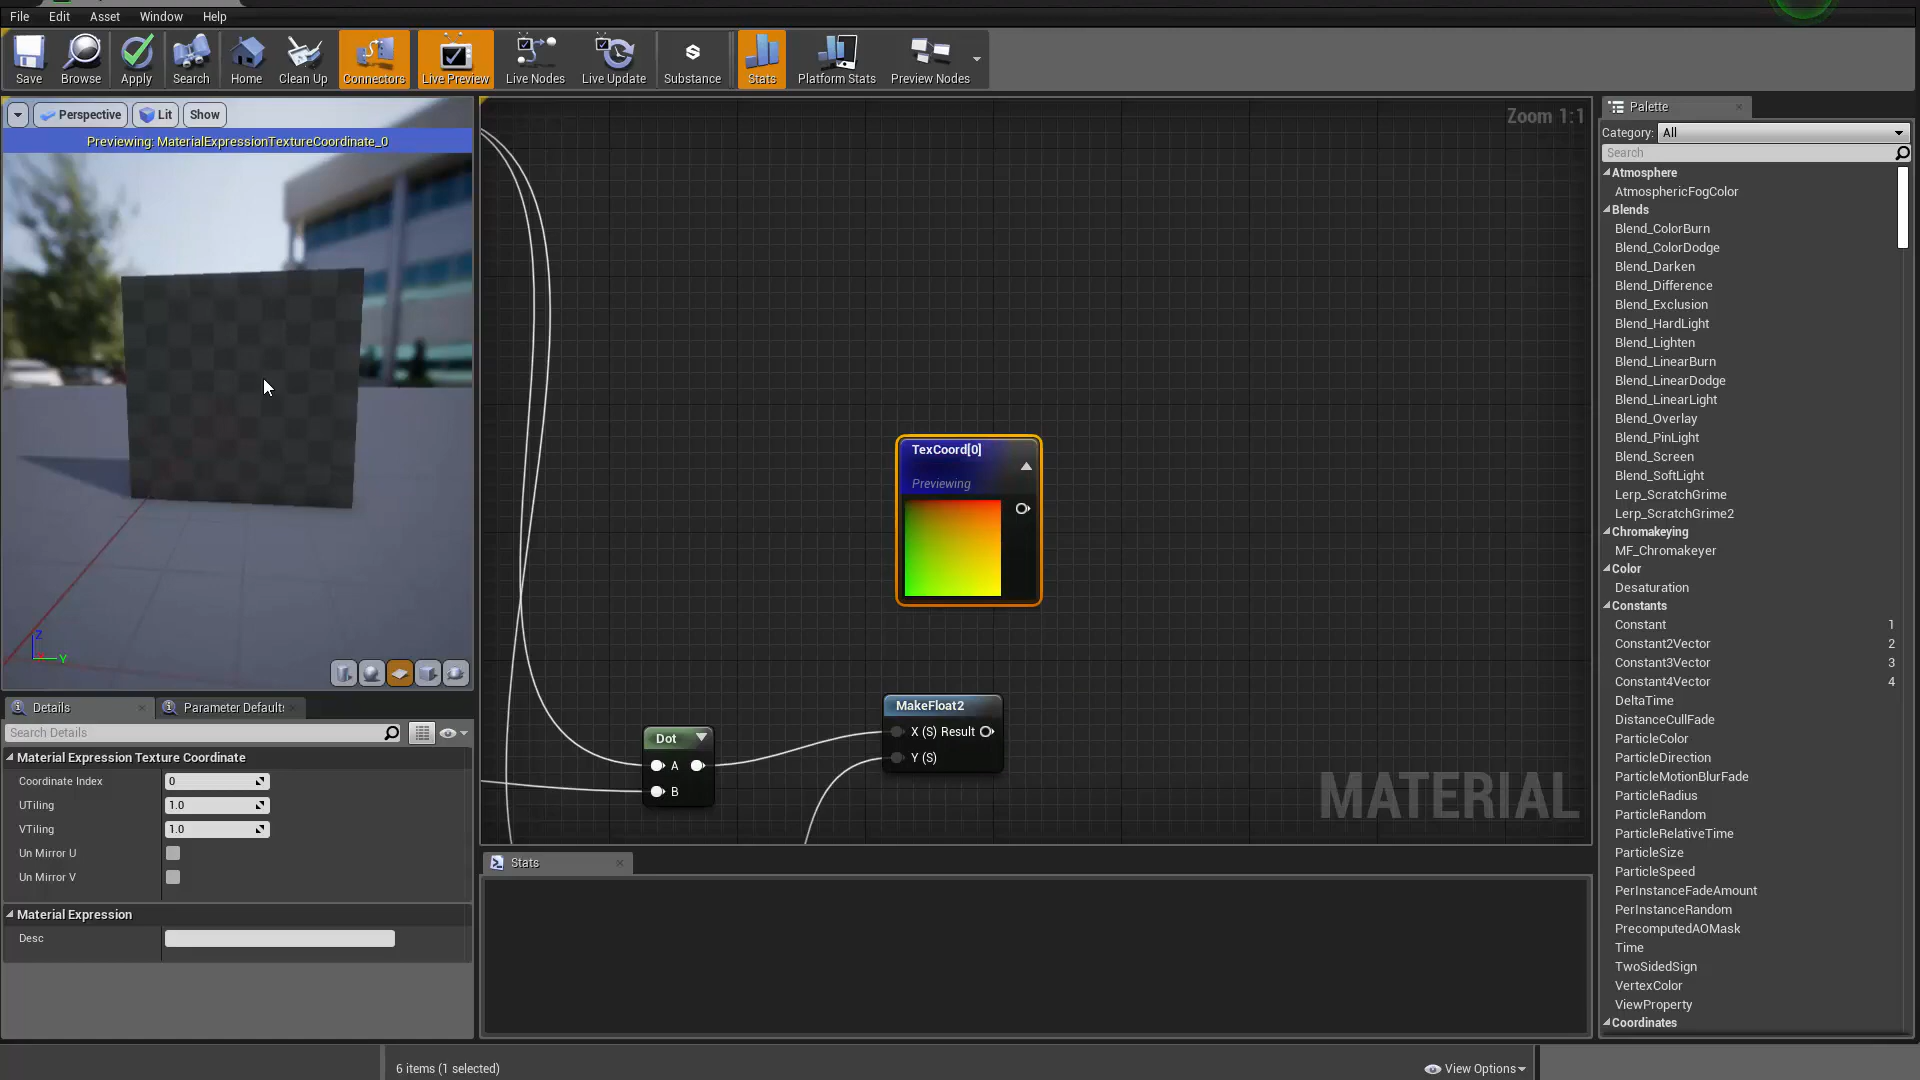 File Edit Asset Window Help
Save Browse Apply Search Home Clean Up Connectors Live Preview Live Nodes Live Update Substance Stats Platform Stats Preview Nodes
Perspective Lit Show
Previewing: MaterialExpressionTextureCoordinate_0
Z
Y
Details Parameter Defaults
Search Details
Material Expression Texture Coordinate
Coordinate Index 0
UTiling 1.0
VTiling 1.0
Un Mirror U
Un Mirror V
Material Expression
Desc
Zoom 1:1
TexCoord[0]
Previewing
Dot
A
B
MakeFloat2
X (S) Result
Y (S)
MATERIAL
Stats
6 items (1 selected)
View Options
Palette
Category: All
Search
Atmosphere
AtmosphericFogColor
Blends
Blend_ColorBurn
Blend_ColorDodge
Blend_Darken
Blend_Difference
Blend_Exclusion
Blend_HardLight
Blend_Lighten
Blend_LinearBurn
Blend_LinearDodge
Blend_LinearLight
Blend_Overlay
Blend_PinLight
Blend_Screen
Blend_SoftLight
Lerp_ScratchGrime
Lerp_ScratchGrime2
Chromakeying
MF_Chromakeyer
Color
Desaturation
Constants
Constant 1
Constant2Vector 2
Constant3Vector 3
Constant4Vector 4
DeltaTime
DistanceCullFade
ParticleColor
ParticleDirection
ParticleMotionBlurFade
ParticleRadius
ParticleRandom
ParticleRelativeTime
ParticleSize
ParticleSpeed
PerInstanceFadeAmount
PerInstanceRandom
PrecomputedAOMask
Time
TwoSidedSign
VertexColor
ViewProperty
Coordinates